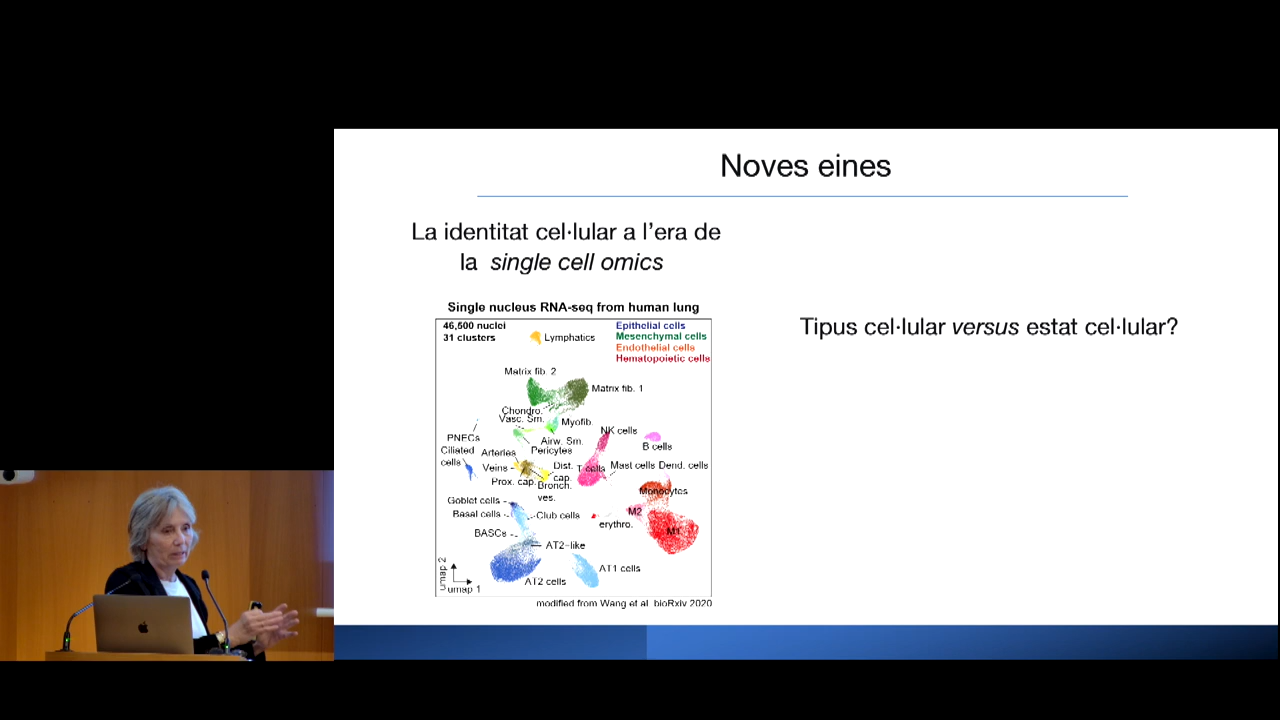 Noves eines
La identitat cel·lular a l’era de
la single cell omics
Single nucleus RNA-seq from human lung
46,500 nuclei
31 clusters
Lymphatics
Epithelial cells
Mesenchymal cells
Endothelial cells
Hematopoietic cells
Matrix fib. 2
Matrix fib. 1
Chondro.
Vasc. Sm.
Myofib.
Airw. Sm.
NK cells
B cells
PNECs
Ciliated
cells
Arteries
Pericytes
Veins
Dist.
cap.
T cells
Mast cells
Dend. cells
Prox. cap.
Bronch.
ves.
Monocytes
Goblet cells
Basal cells
Club cells
erythro.
M2
M1
BASCs
AT2-like
AT2 cells
AT1 cells
umap 2
umap 1
modified from Wang et al bioRxiv 2020
Tipus cel·lular versus estat cel·lular?